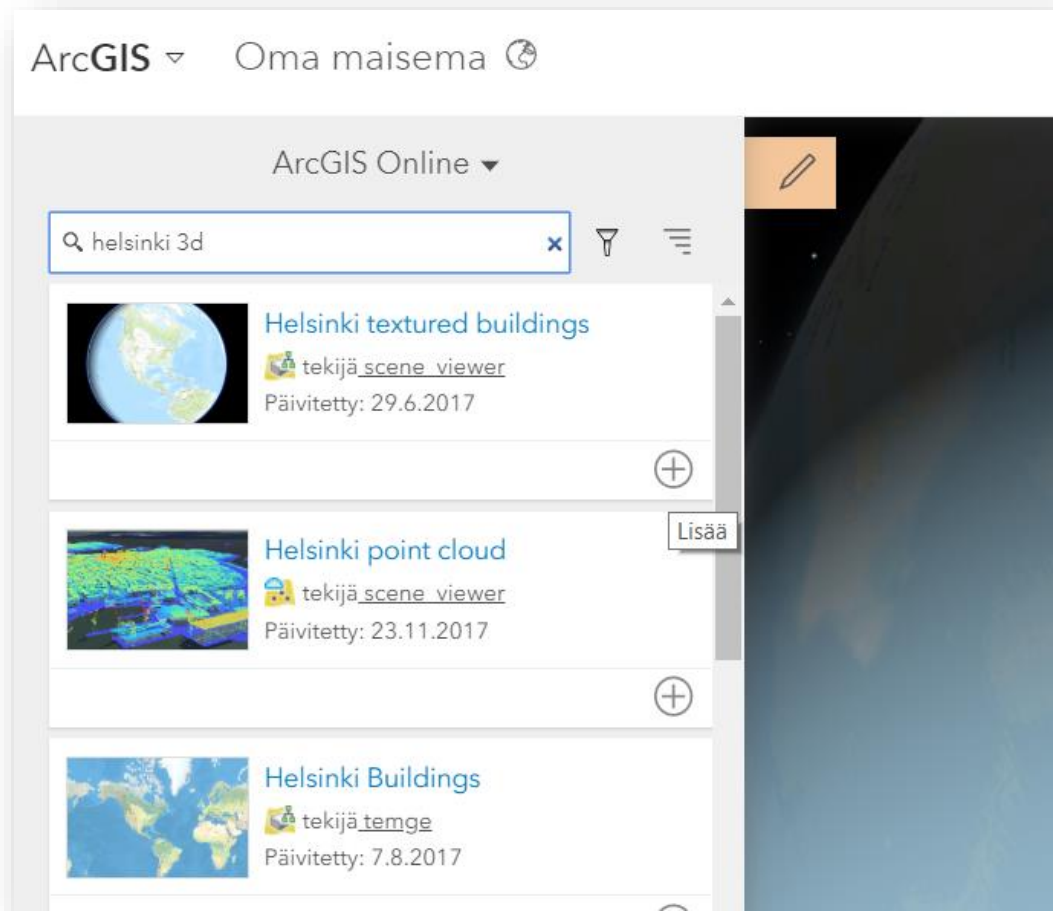 ArcGIS
Oma maisema
ArcGIS Online
helsinki 3d
Helsinki textured buildings
tekijä scene_viewer
Päivitetty: 29.6.2017
Lisää
Helsinki point cloud
tekijä scene_viewer
Päivitetty: 23.11.2017
Helsinki Buildings
tekijä temge
Päivitetty: 7.8.2017